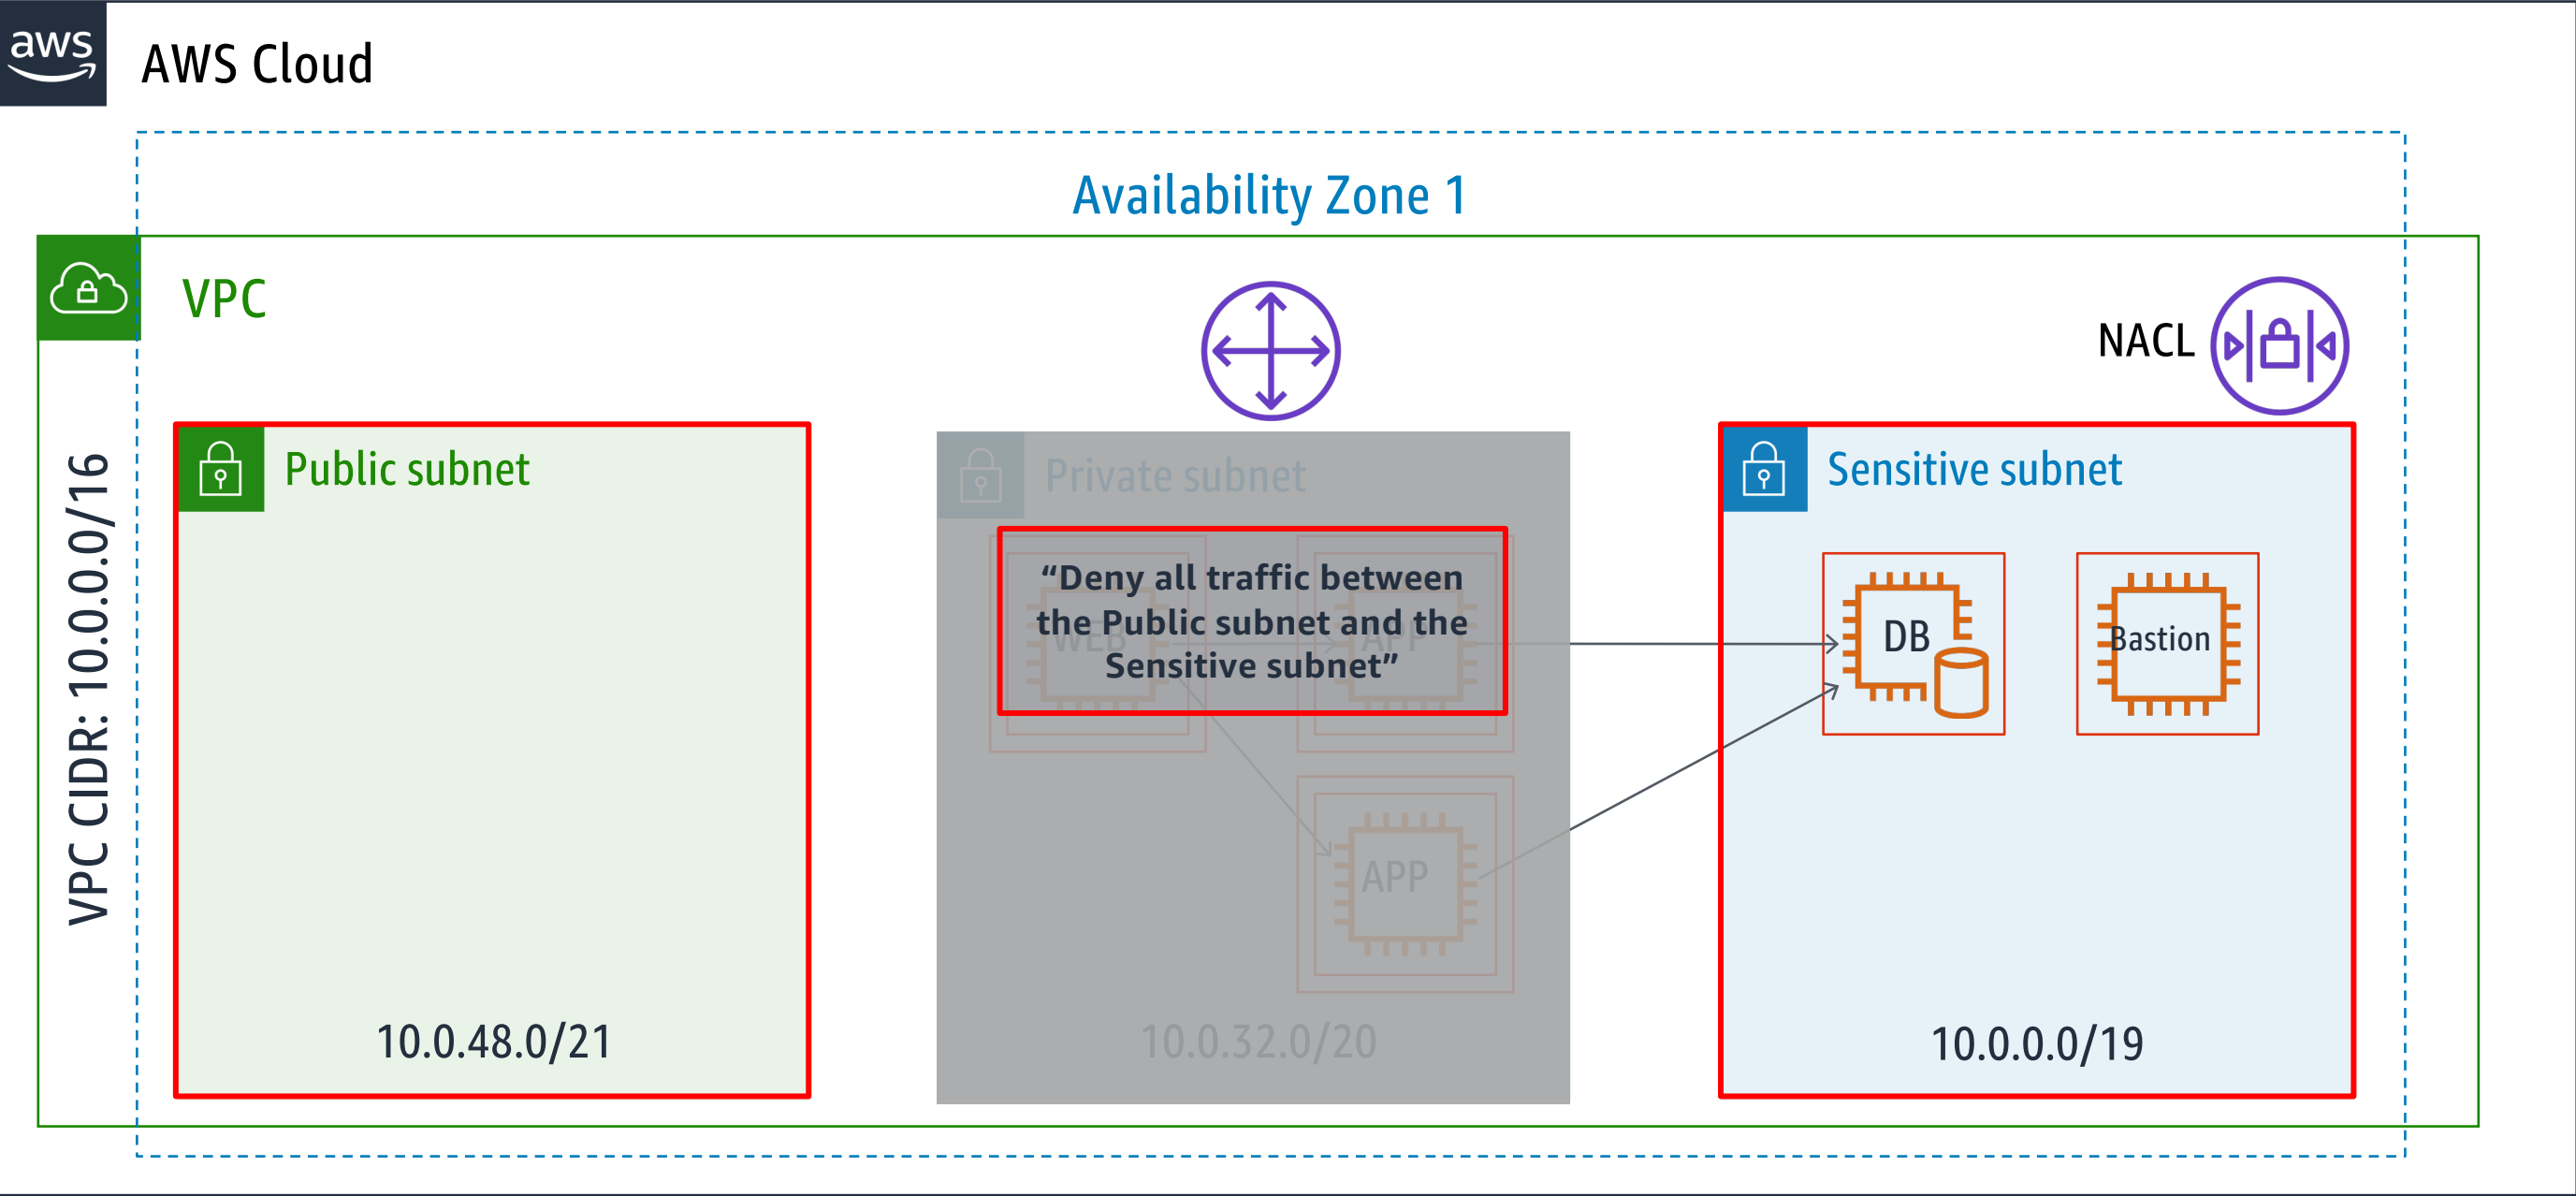 aws
AWS Cloud
Availability Zone 1
VPC
NACL
VPC CIDR: 10.0.0.0/16
Public subnet
10.0.48.0/21
Private subnet
“Deny all traffic between
the Public subnet and the
Sensitive subnet”
WEB
APP
APP
10.0.32.0/20
Sensitive subnet
DB
Bastion
10.0.0.0/19